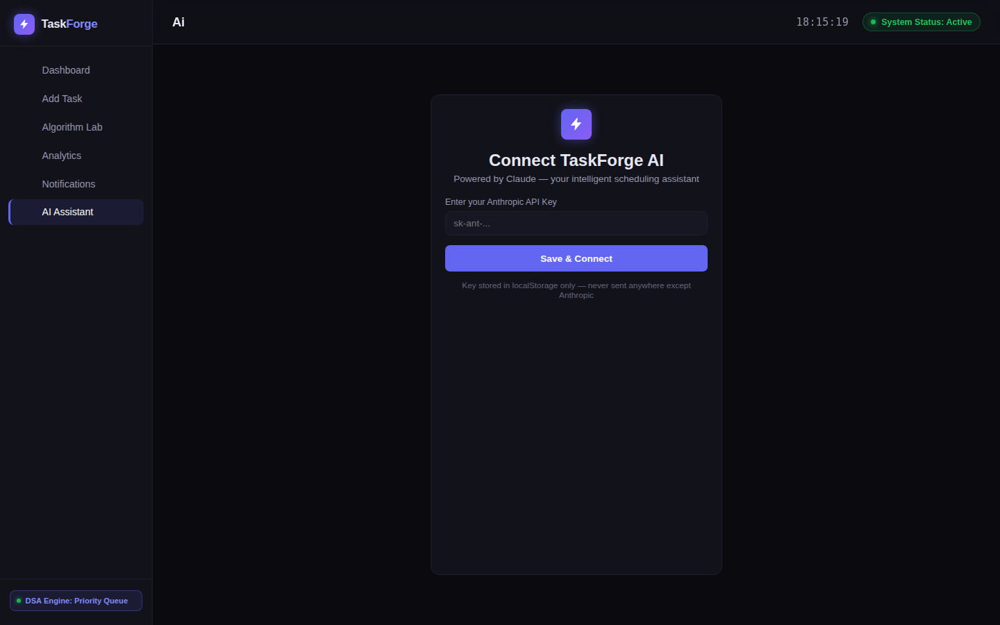 TaskForge
Ai
18:15:19
System Status: Active
Dashboard
Add Task
Algorithm Lab
Analytics
Notifications
AI Assistant
Connect TaskForge AI
Powered by Claude — your intelligent scheduling assistant
Enter your Anthropic API Key
sk-ant-...
Save & Connect
Key stored in localStorage only — never sent anywhere except
Anthropic
DSA Engine: Priority Queue